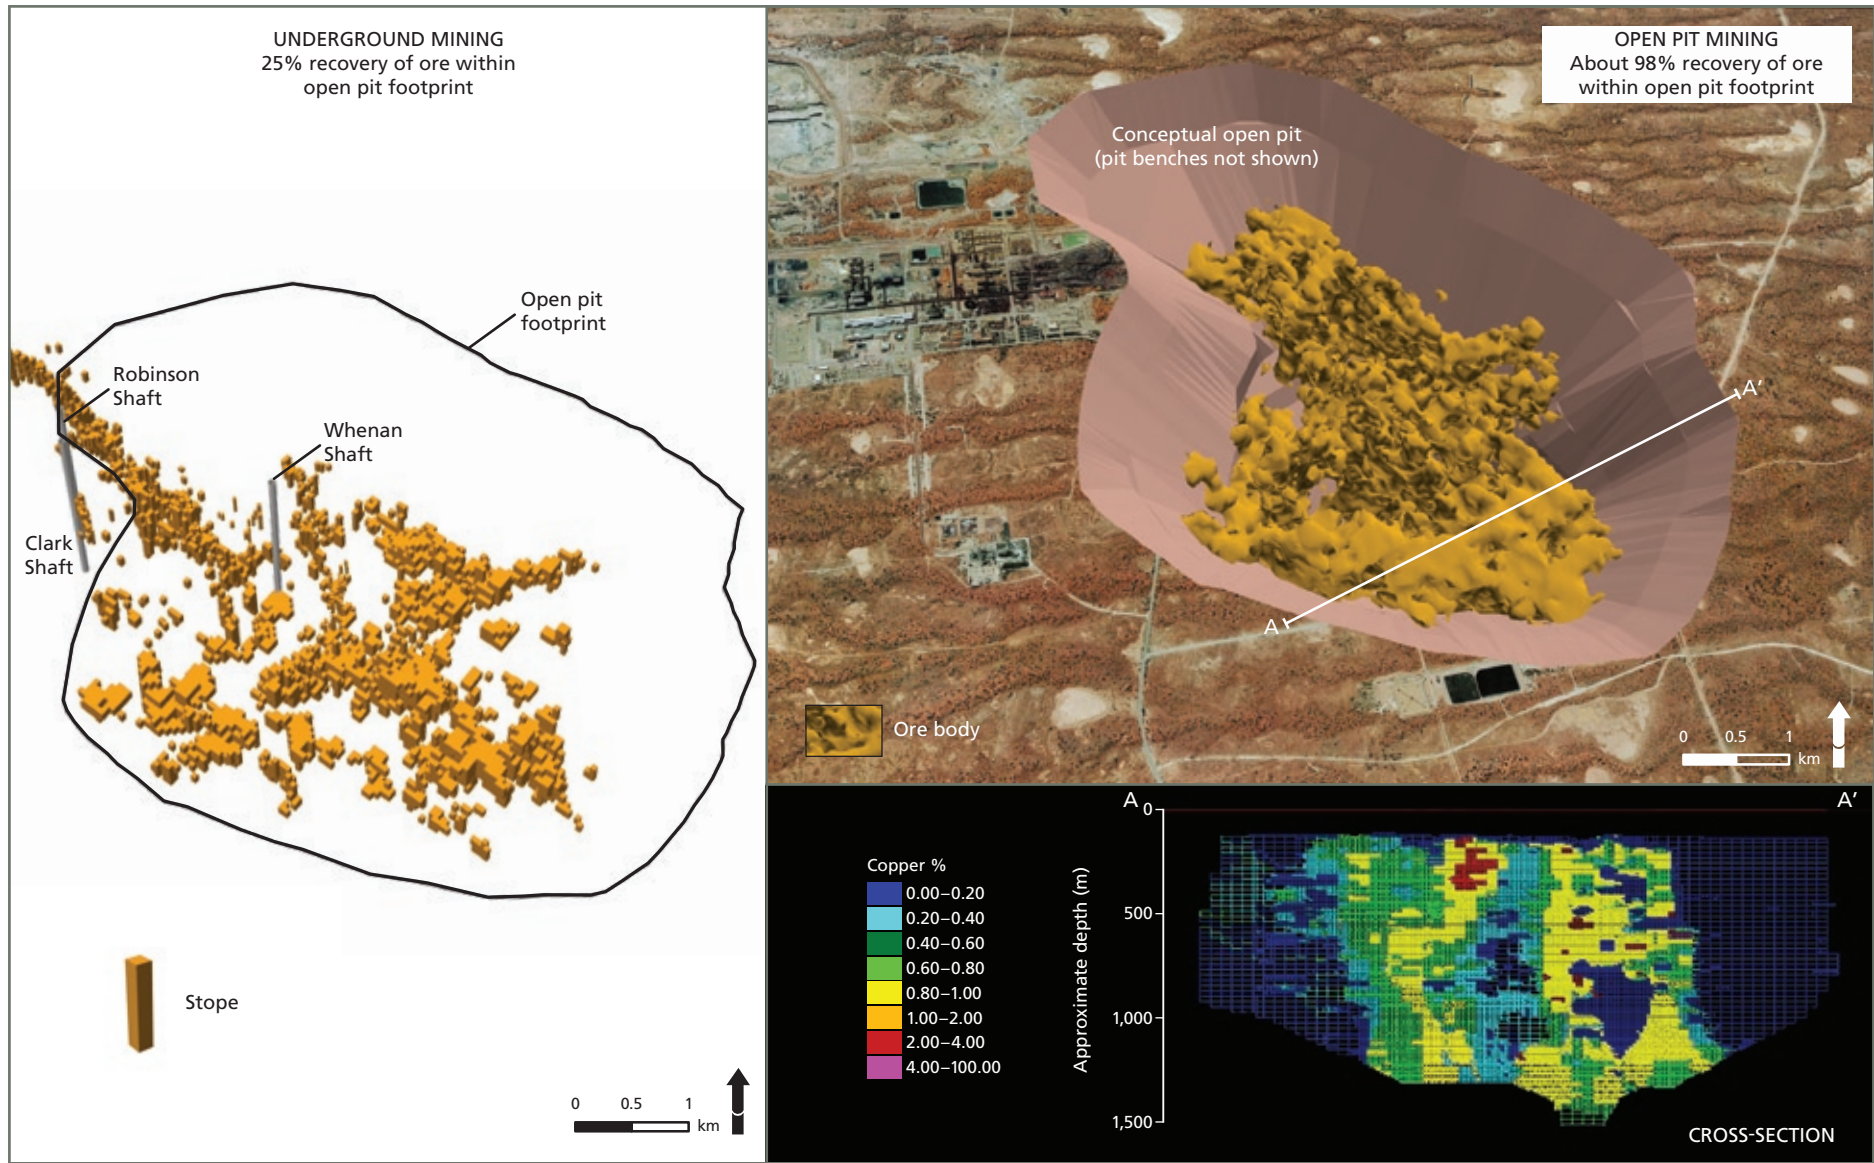 UNDERGROUND MINING
25% recovery of ore within
open pit footprint
Open pit
footprint
Robinson
Shaft
Whenan
Shaft
Clark
Shaft
Stope
0 0.5 1
km
OPEN PIT MINING
About 98% recovery of ore
within open pit footprint
Conceptual open pit
(pit benches not shown)
A'
A
Ore body
0 0.5 1
km
A
A'
Copper %
0.00–0.20
0.20–0.40
0.40–0.60
0.60–0.80
0.80–1.00
1.00–2.00
2.00–4.00
4.00–100.00
Approximate depth (m)
0
500
1,000
1,500
CROSS-SECTION